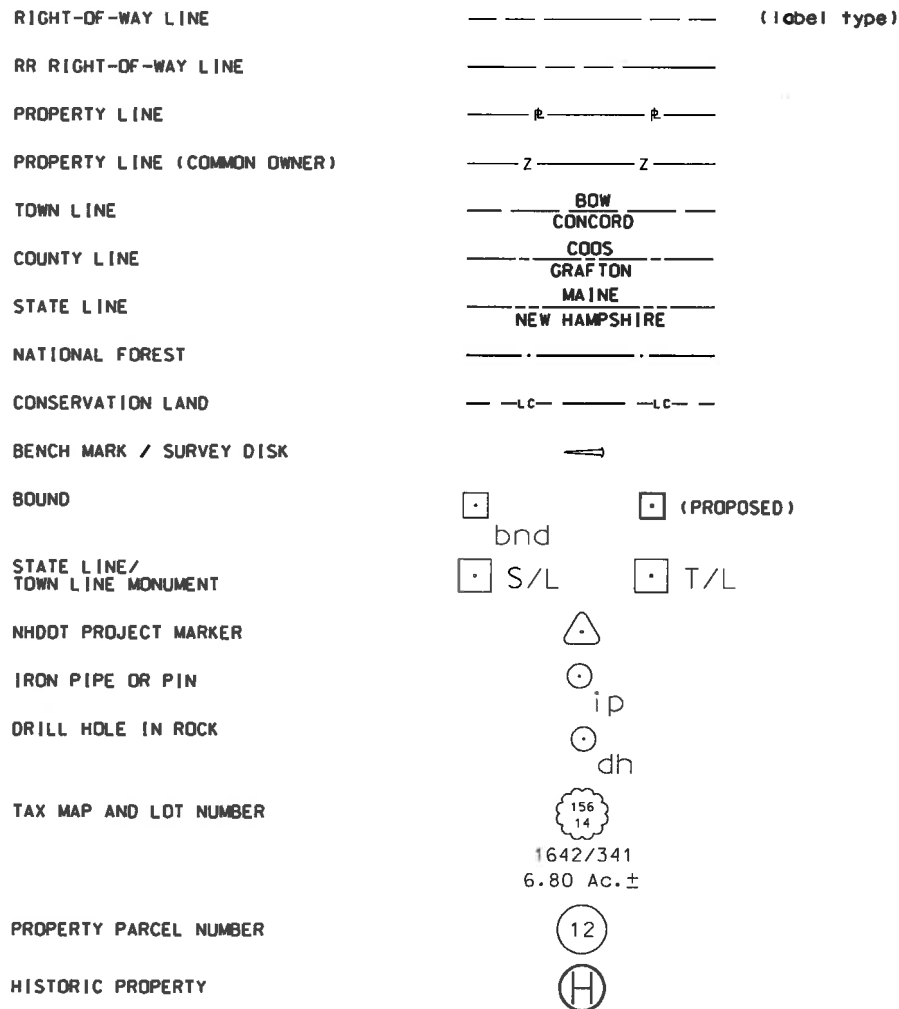 RIGHT-OF-WAY LINE (label type)
RR RIGHT-OF-WAY LINE
PROPERTY LINE ⅊ ⅊
PROPERTY LINE (COMMON OWNER) Z Z
TOWN LINE BOW
CONCORD
COUNTY LINE COOS
GRAFTON
STATE LINE MAINE
NEW HAMPSHIRE
NATIONAL FOREST
CONSERVATION LAND LC LC
BENCH MARK / SURVEY DISK
BOUND bnd (PROPOSED)
STATE LINE/
TOWN LINE MONUMENT S/L T/L
NHDOT PROJECT MARKER
IRON PIPE OR PIN ip
DRILL HOLE IN ROCK dh
TAX MAP AND LOT NUMBER 156
14
1642/341
6.80 Ac.±
PROPERTY PARCEL NUMBER 12
HISTORIC PROPERTY H